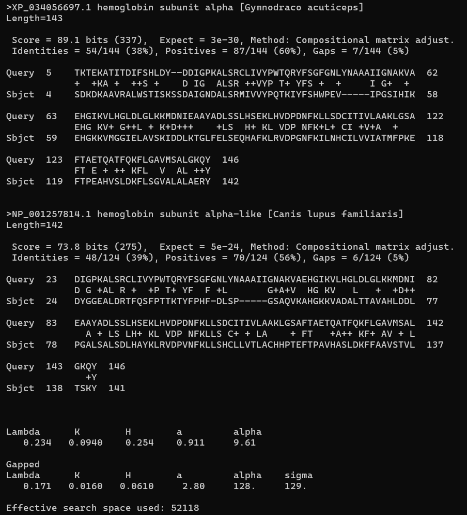 >XP_034056697.1 hemoglobin subunit alpha [Gymnodraco acuticeps]
Length=143
Score = 89.1 bits (337), Expect = 3e-30, Method: Compositional matrix adjust.
Identities = 54/144 (38%), Positives = 87/144 (60%), Gaps = 7/144 (5%)
Query 5 TKTEKATITDIFSHLDY--DDIGPKALSRCLIVYPWTQRYFSGFGNLYNAAAIIGNAKVA 62
+ +KA + ++S + D IG ALSR ++VYP T+ YFS + + I G+ +
Sbjct 4 SDKDKAAVRALWSTISKSSDAIGNDALSRMIVVYPQTKIYFSHWPEV-----IPGSIHIK 58
Query 63 EHGIKVLHGLDLGLKKMDNIEAAYADLSSLHSEKLHVDPDNFKLLSDCITIVLAAKLGSA 122
EHG KV+ G++L + K+D+++ +LS H+ KL VDP NFK+L+ CI +V+A +
Sbjct 59 EHGKKVMGGIELAVSKIDDLKTGLFELSEQHAFKLRVDPGNFKILNHCILVVIATMFPKE 118
Query 123 FTAETQATFQKFLGAVMSALGKQY 146
FT E + ++ KFL V AL ++Y
Sbjct 119 FTPEAHVSLDKFLSGVALALAERY 142
>NP_001257814.1 hemoglobin subunit alpha-like [Canis lupus familiaris]
Length=142
Score = 73.8 bits (275), Expect = 5e-24, Method: Compositional matrix adjust.
Identities = 48/124 (39%), Positives = 70/124 (56%), Gaps = 6/124 (5%)
Query 23 DIGPKALSRCLIVYPWTQRYFSGFGNLYNAAAIIGNAKVAEHGIKVLHGLDLGLKKMDNI 82
D G +AL R + +P T+ YF F +L G+A+V HG KV L + +D++
Sbjct 24 DYGGEALDRTFQSFPTTKTYFPHF-DLSP-----GSAQVKAHGKKVADALTTAVAHLDDL 77
Query 83 EAAYADLSSLHSEKLHVDPDNFKLLSDCITIVLAAKLGSAFTAETQATFQKFLGAVMSAL 142
A + LS LH+ KL VDP NFKLLS C+ + LA + FT +A++ KF+ AV + L
Sbjct 78 PGALSALSDLHAYKLRVDPVNFKLLSHCLLVTLACHHPTEFTPAVHASLDKFFAAVSTVL 137
Query 143 GKQY 146
+Y
Sbjct 138 TSKY 141
Lambda K H a alpha
0.234 0.0940 0.254 0.911 9.61
Gapped
Lambda K H a alpha sigma
0.171 0.0160 0.0610 2.80 128. 129.
Effective search space used: 52118